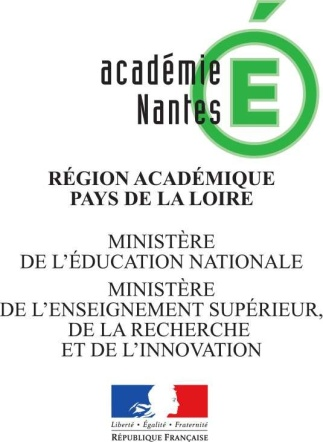 académie
Nantes
É
RÉGION ACADÉMIQUE
PAYS DE LA LOIRE
MINISTÈRE
DE L'ÉDUCATION NATIONALE
MINISTÈRE
DE L'ENSEIGNEMENT SUPÉRIEUR,
DE LA RECHERCHE
ET DE L'INNOVATION
Liberté • Égalité • Fraternité
RÉPUBLIQUE FRANÇAISE